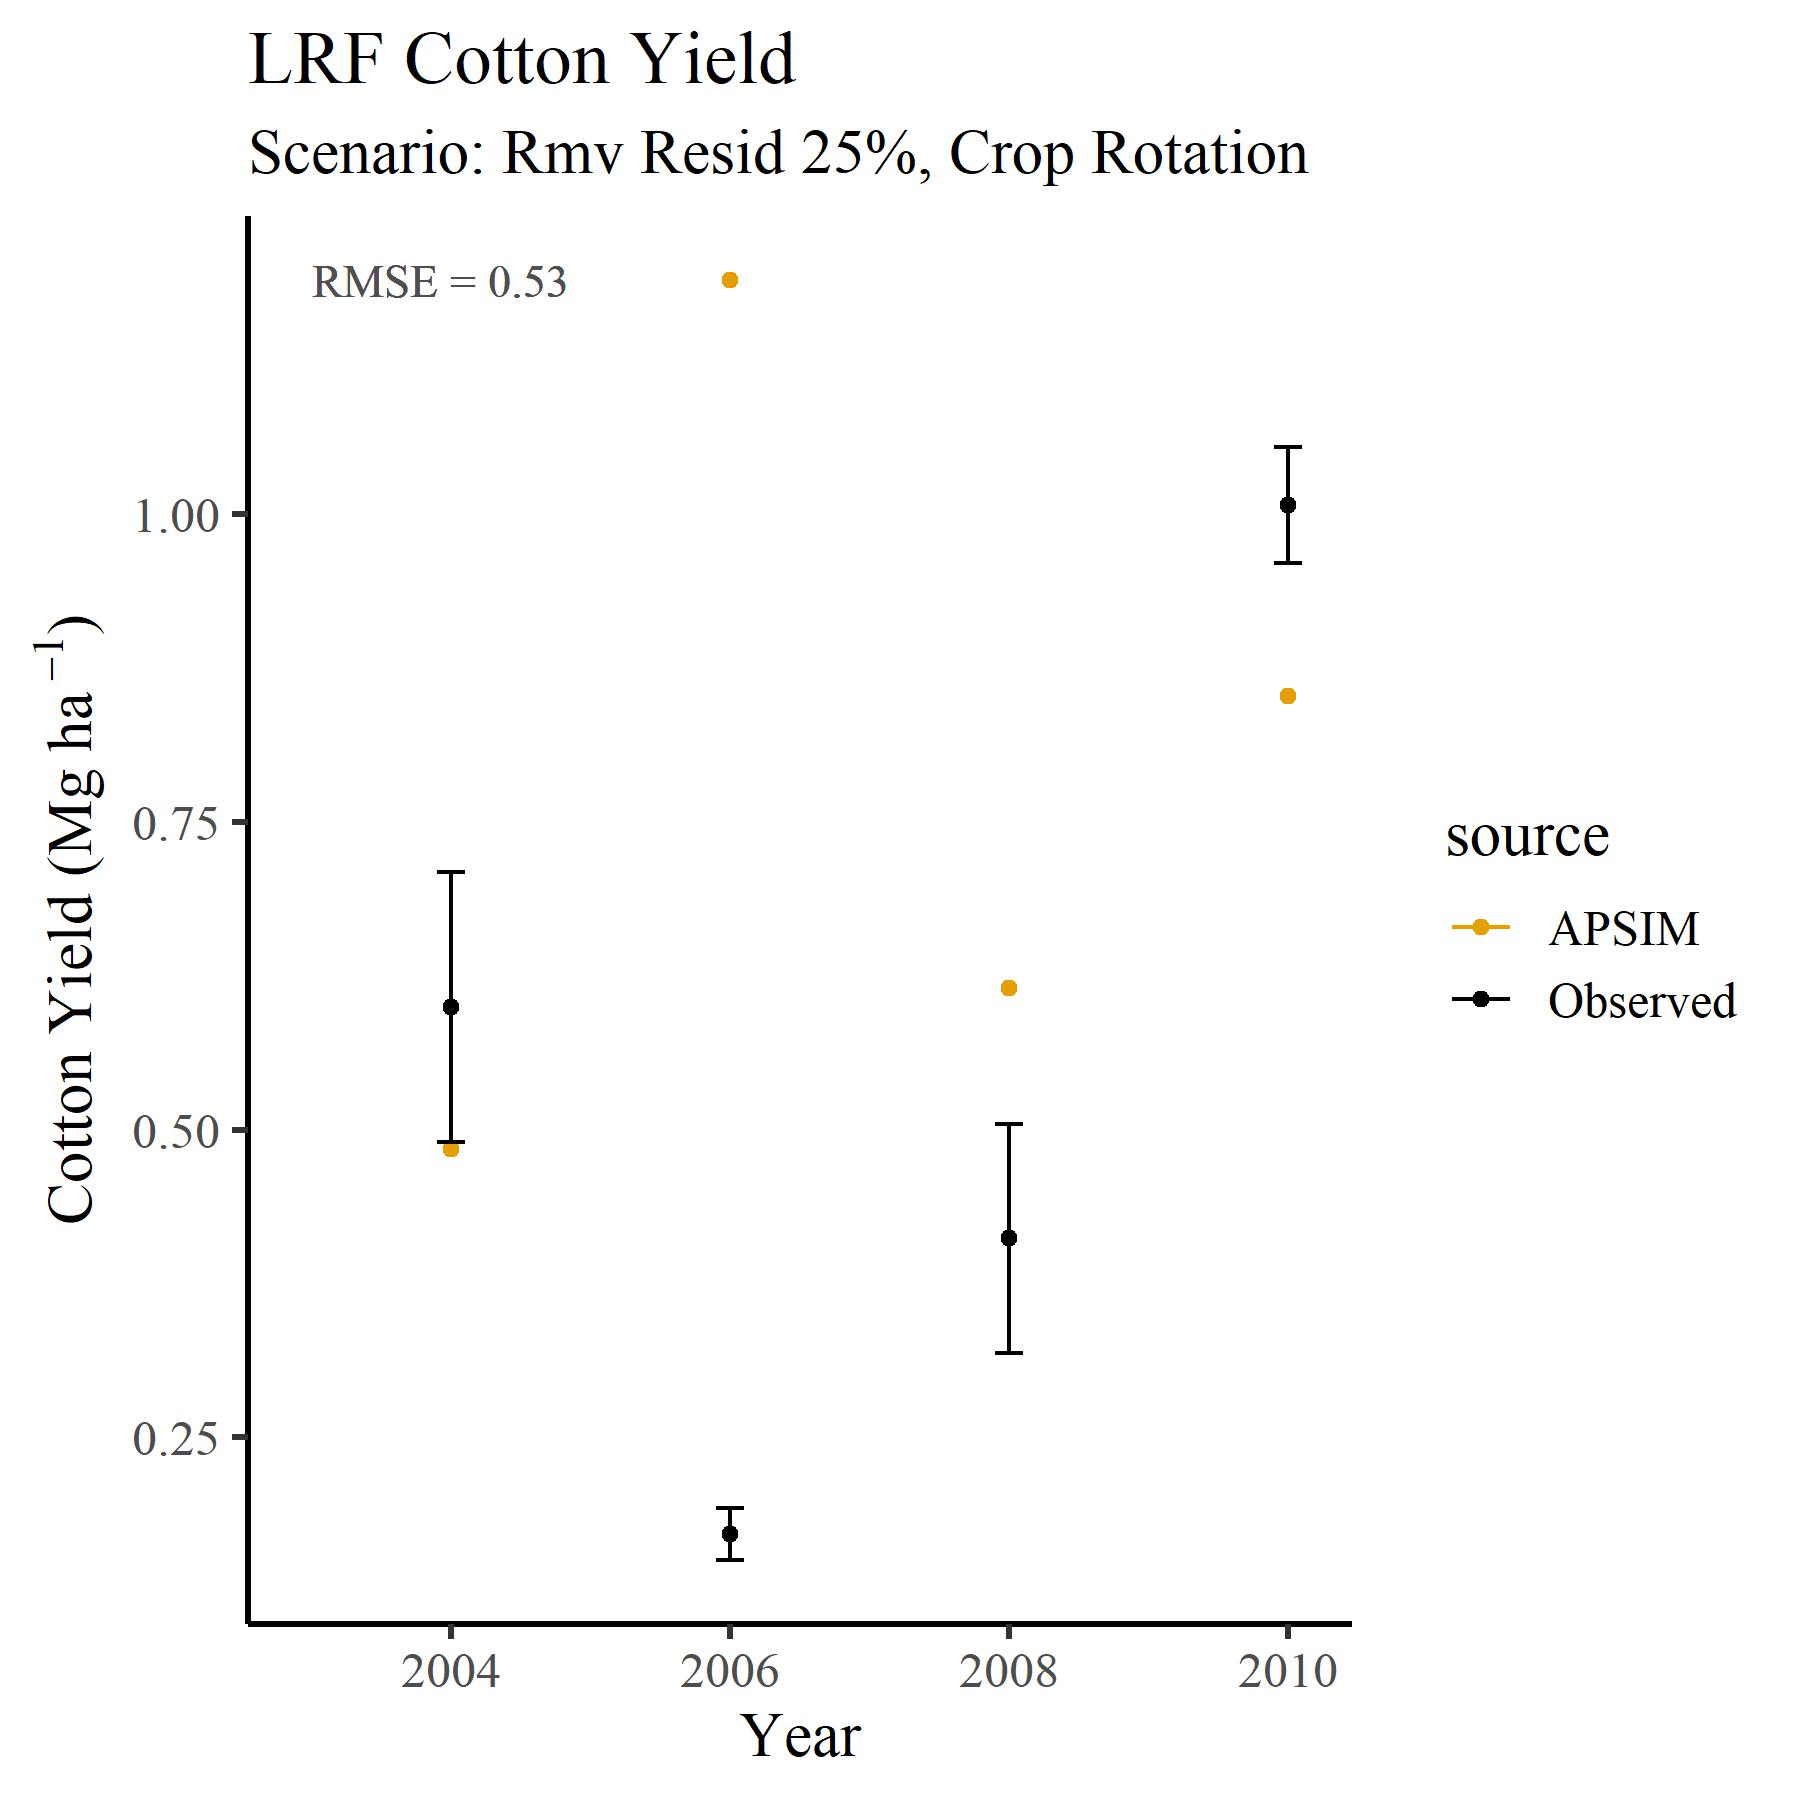 LRF Cotton Yield
Scenario: Rmv Resid 25%, Crop Rotation
RMSE = 0.53
Cotton Yield (Mg ha −1)
1.00
0.75
0.50
0.25
2004 2006 2008 2010
Year
source
APSIM
Observed